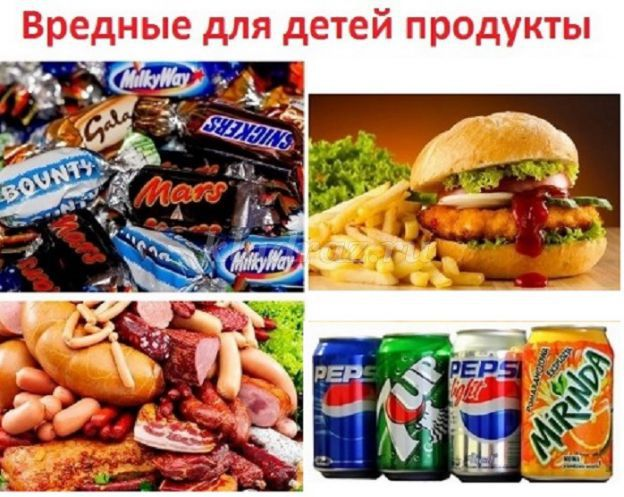 Вредные для детей продукты
MilkyWay
Galaxy
SNICKERS
BOUNTY
Mars
Mars
MilkyWay
PEPSI
7UP
PEPSI
light
MIRINDA